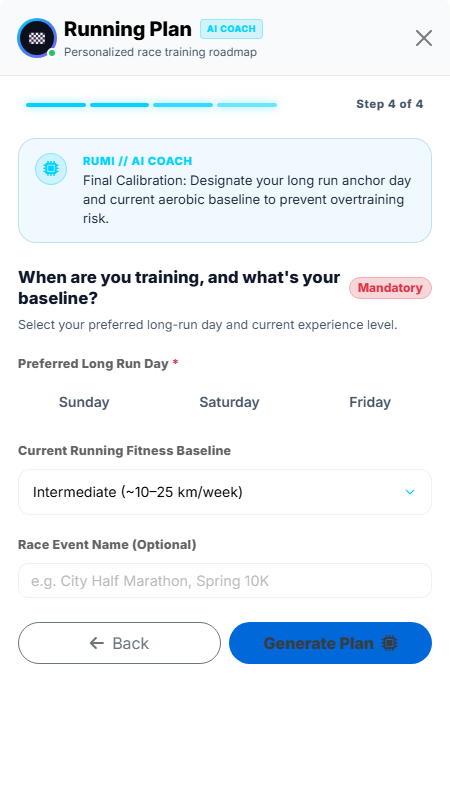 Running Plan AI COACH
Personalized race training roadmap
Step 4 of 4
RUMI // AI COACH
Final Calibration: Designate your long run anchor day
and current aerobic baseline to prevent overtraining
risk.
When are you training, and what's your
baseline?
Mandatory
Select your preferred long-run day and current experience level.
Preferred Long Run Day *
Sunday Saturday Friday
Current Running Fitness Baseline
Intermediate (~10–25 km/week)
Race Event Name (Optional)
e.g. City Half Marathon, Spring 10K
Back Generate Plan